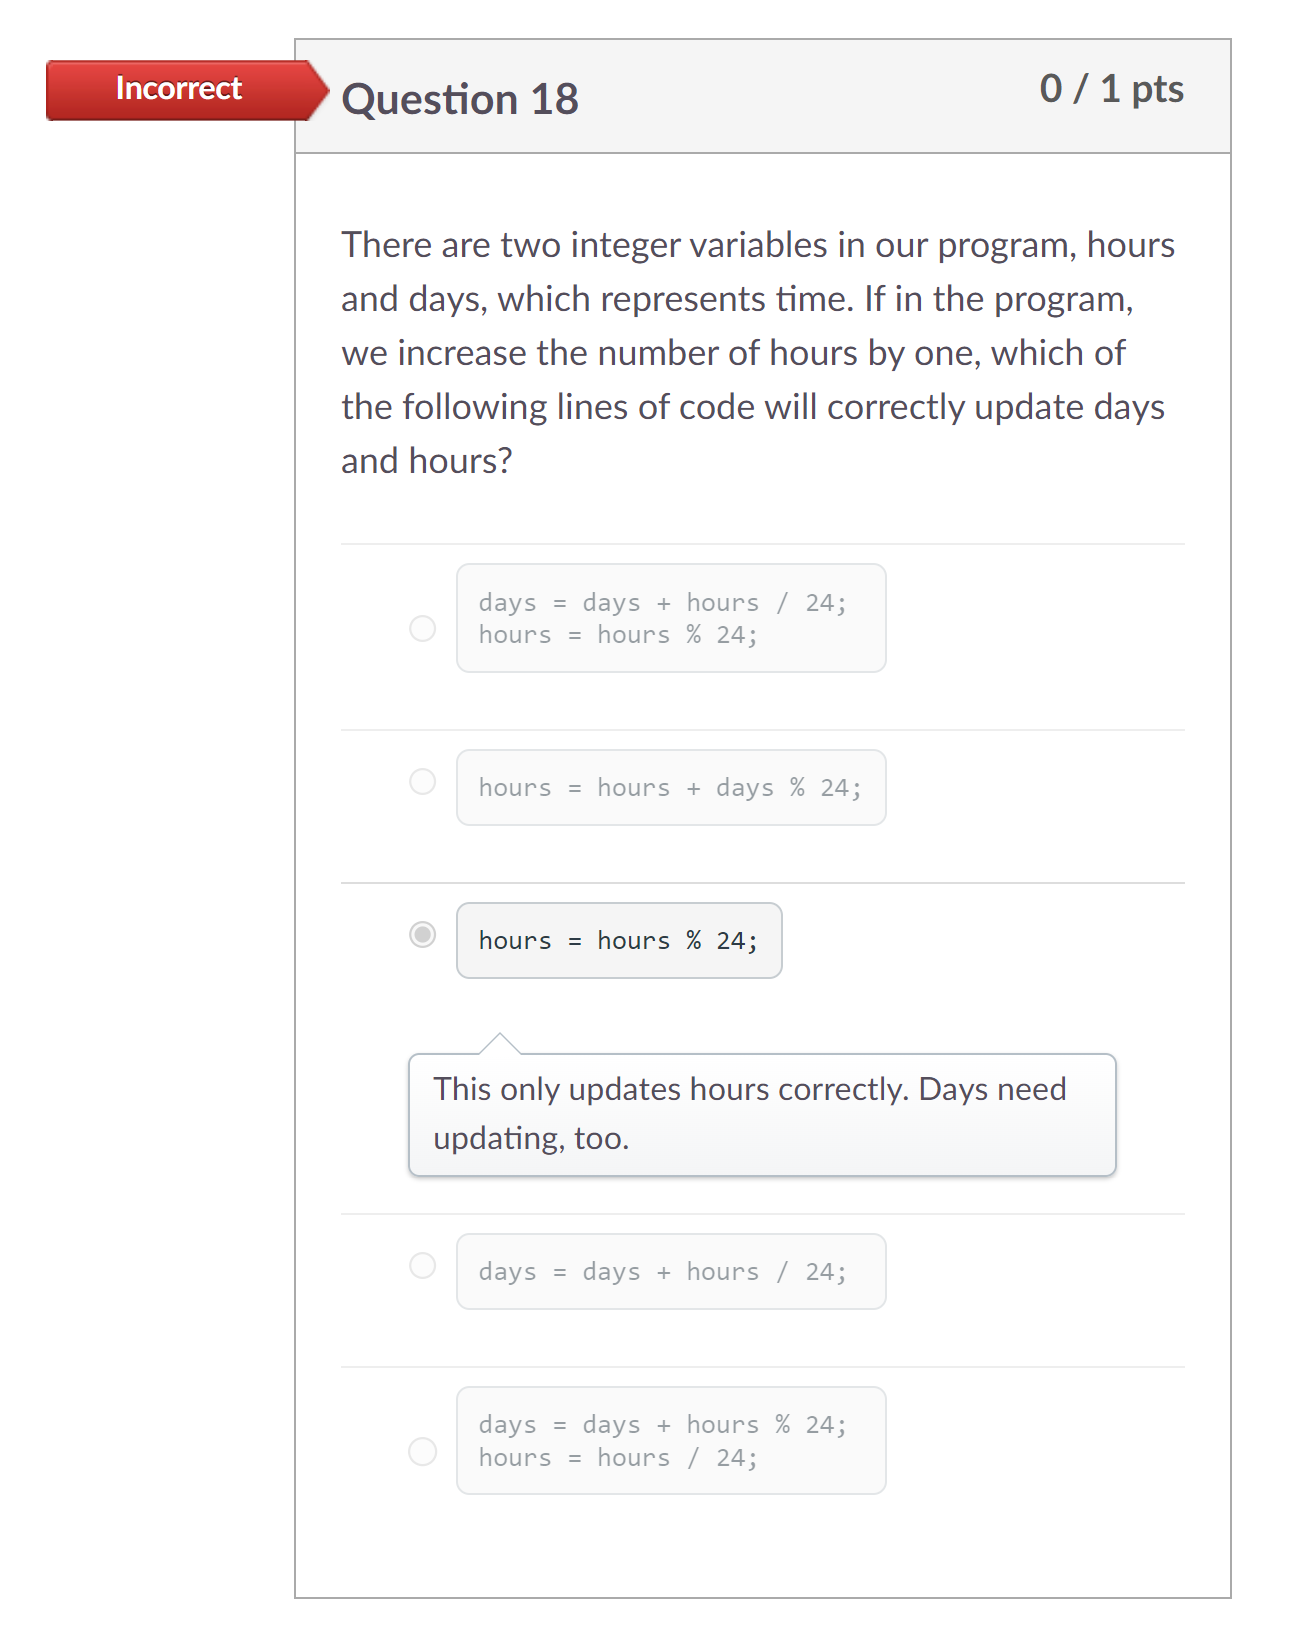 Incorrect
Question 18
0 / 1 pts
There are two integer variables in our program, hours
and days, which represents time. If in the program,
we increase the number of hours by one, which of
the following lines of code will correctly update days
and hours?
days = days + hours / 24;
hours = hours % 24;
hours = hours + days % 24;
hours = hours % 24;
This only updates hours correctly. Days need
updating, too.
days = days + hours / 24;
days = days + hours % 24;
hours = hours / 24;